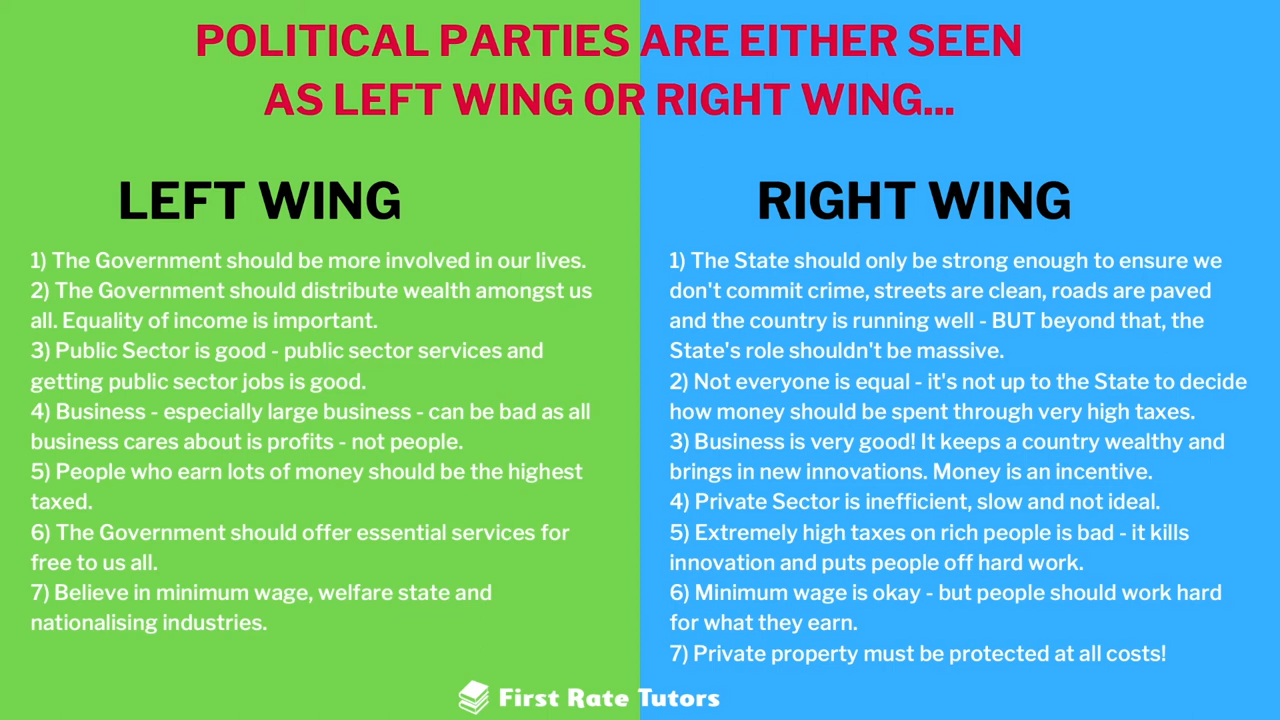 POLITICAL PARTIES ARE EITHER SEEN
AS LEFT WING OR RIGHT WING...
LEFT WING
1) The Government should be more involved in our lives.
2) The Government should distribute wealth amongst us
all. Equality of income is important.
3) Public Sector is good - public sector services and
getting public sector jobs is good.
4) Business - especially large business - can be bad as all
business cares about is profits - not people.
5) People who earn lots of money should be the highest
taxed.
6) The Government should offer essential services for
free to us all.
7) Believe in minimum wage, welfare state and
nationalising industries.
RIGHT WING
1) The State should only be strong enough to ensure we
don't commit crime, streets are clean, roads are paved
and the country is running well - BUT beyond that, the
State's role shouldn't be massive.
2) Not everyone is equal - it's not up to the State to decide
how money should be spent through very high taxes.
3) Business is very good! It keeps a country wealthy and
brings in new innovations. Money is an incentive.
4) Private Sector is inefficient, slow and not ideal.
5) Extremely high taxes on rich people is bad - it kills
innovation and puts people off hard work.
6) Minimum wage is okay - but people should work hard
for what they earn.
7) Private property must be protected at all costs!
First Rate Tutors